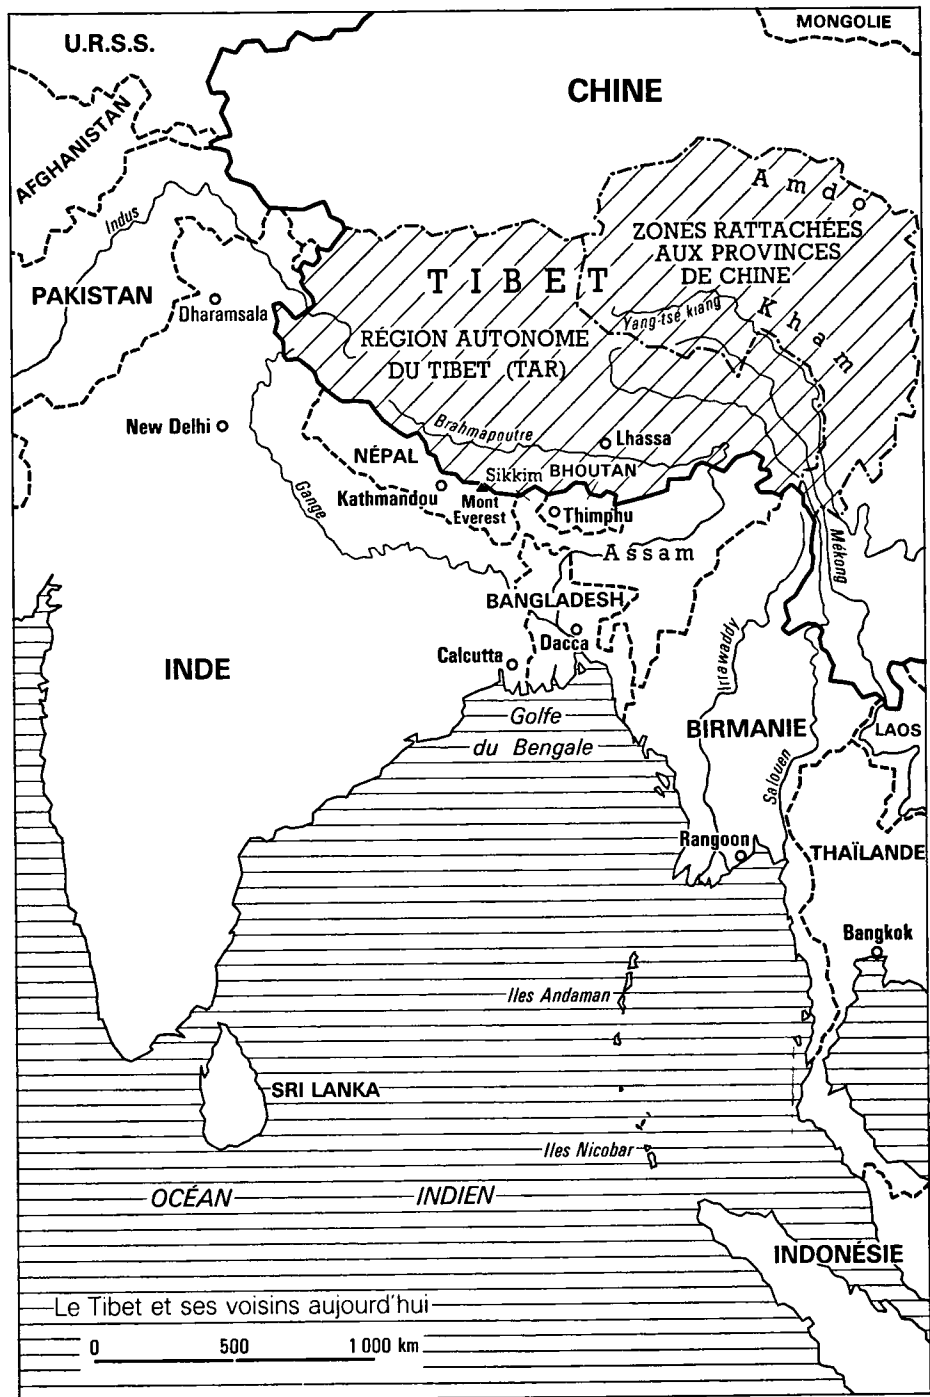 MONGOLIE
U.R.S.S.
CHINE
AFGHANISTAN
Amdo
Indus
ZONES RATTACHÉES
AUX PROVINCES
DE CHINE
TIBET
PAKISTAN
Dharamsala
Yang-tsé kiang
Kham
RÉGION AUTONOME
DU TIBET (TAR)
New Delhi
Brahmapoutre
Lhassa
NÉPAL
Sikkim
BHOUTAN
Kathmandou
Mont
Everest
Thimphu
Gange
Assam
Mékong
BANGLADESH
Dacca
Calcutta
INDE
Irrawaddy
Golfe
du Bengale
BIRMANIE
LAOS
Salouen
Rangoon
THAÏLANDE
Bangkok
Iles Andaman
SRI LANKA
Iles Nicobar
OCÉAN INDIEN
INDONÉSIE
Le Tibet et ses voisins aujourd'hui
0 500 1 000 km